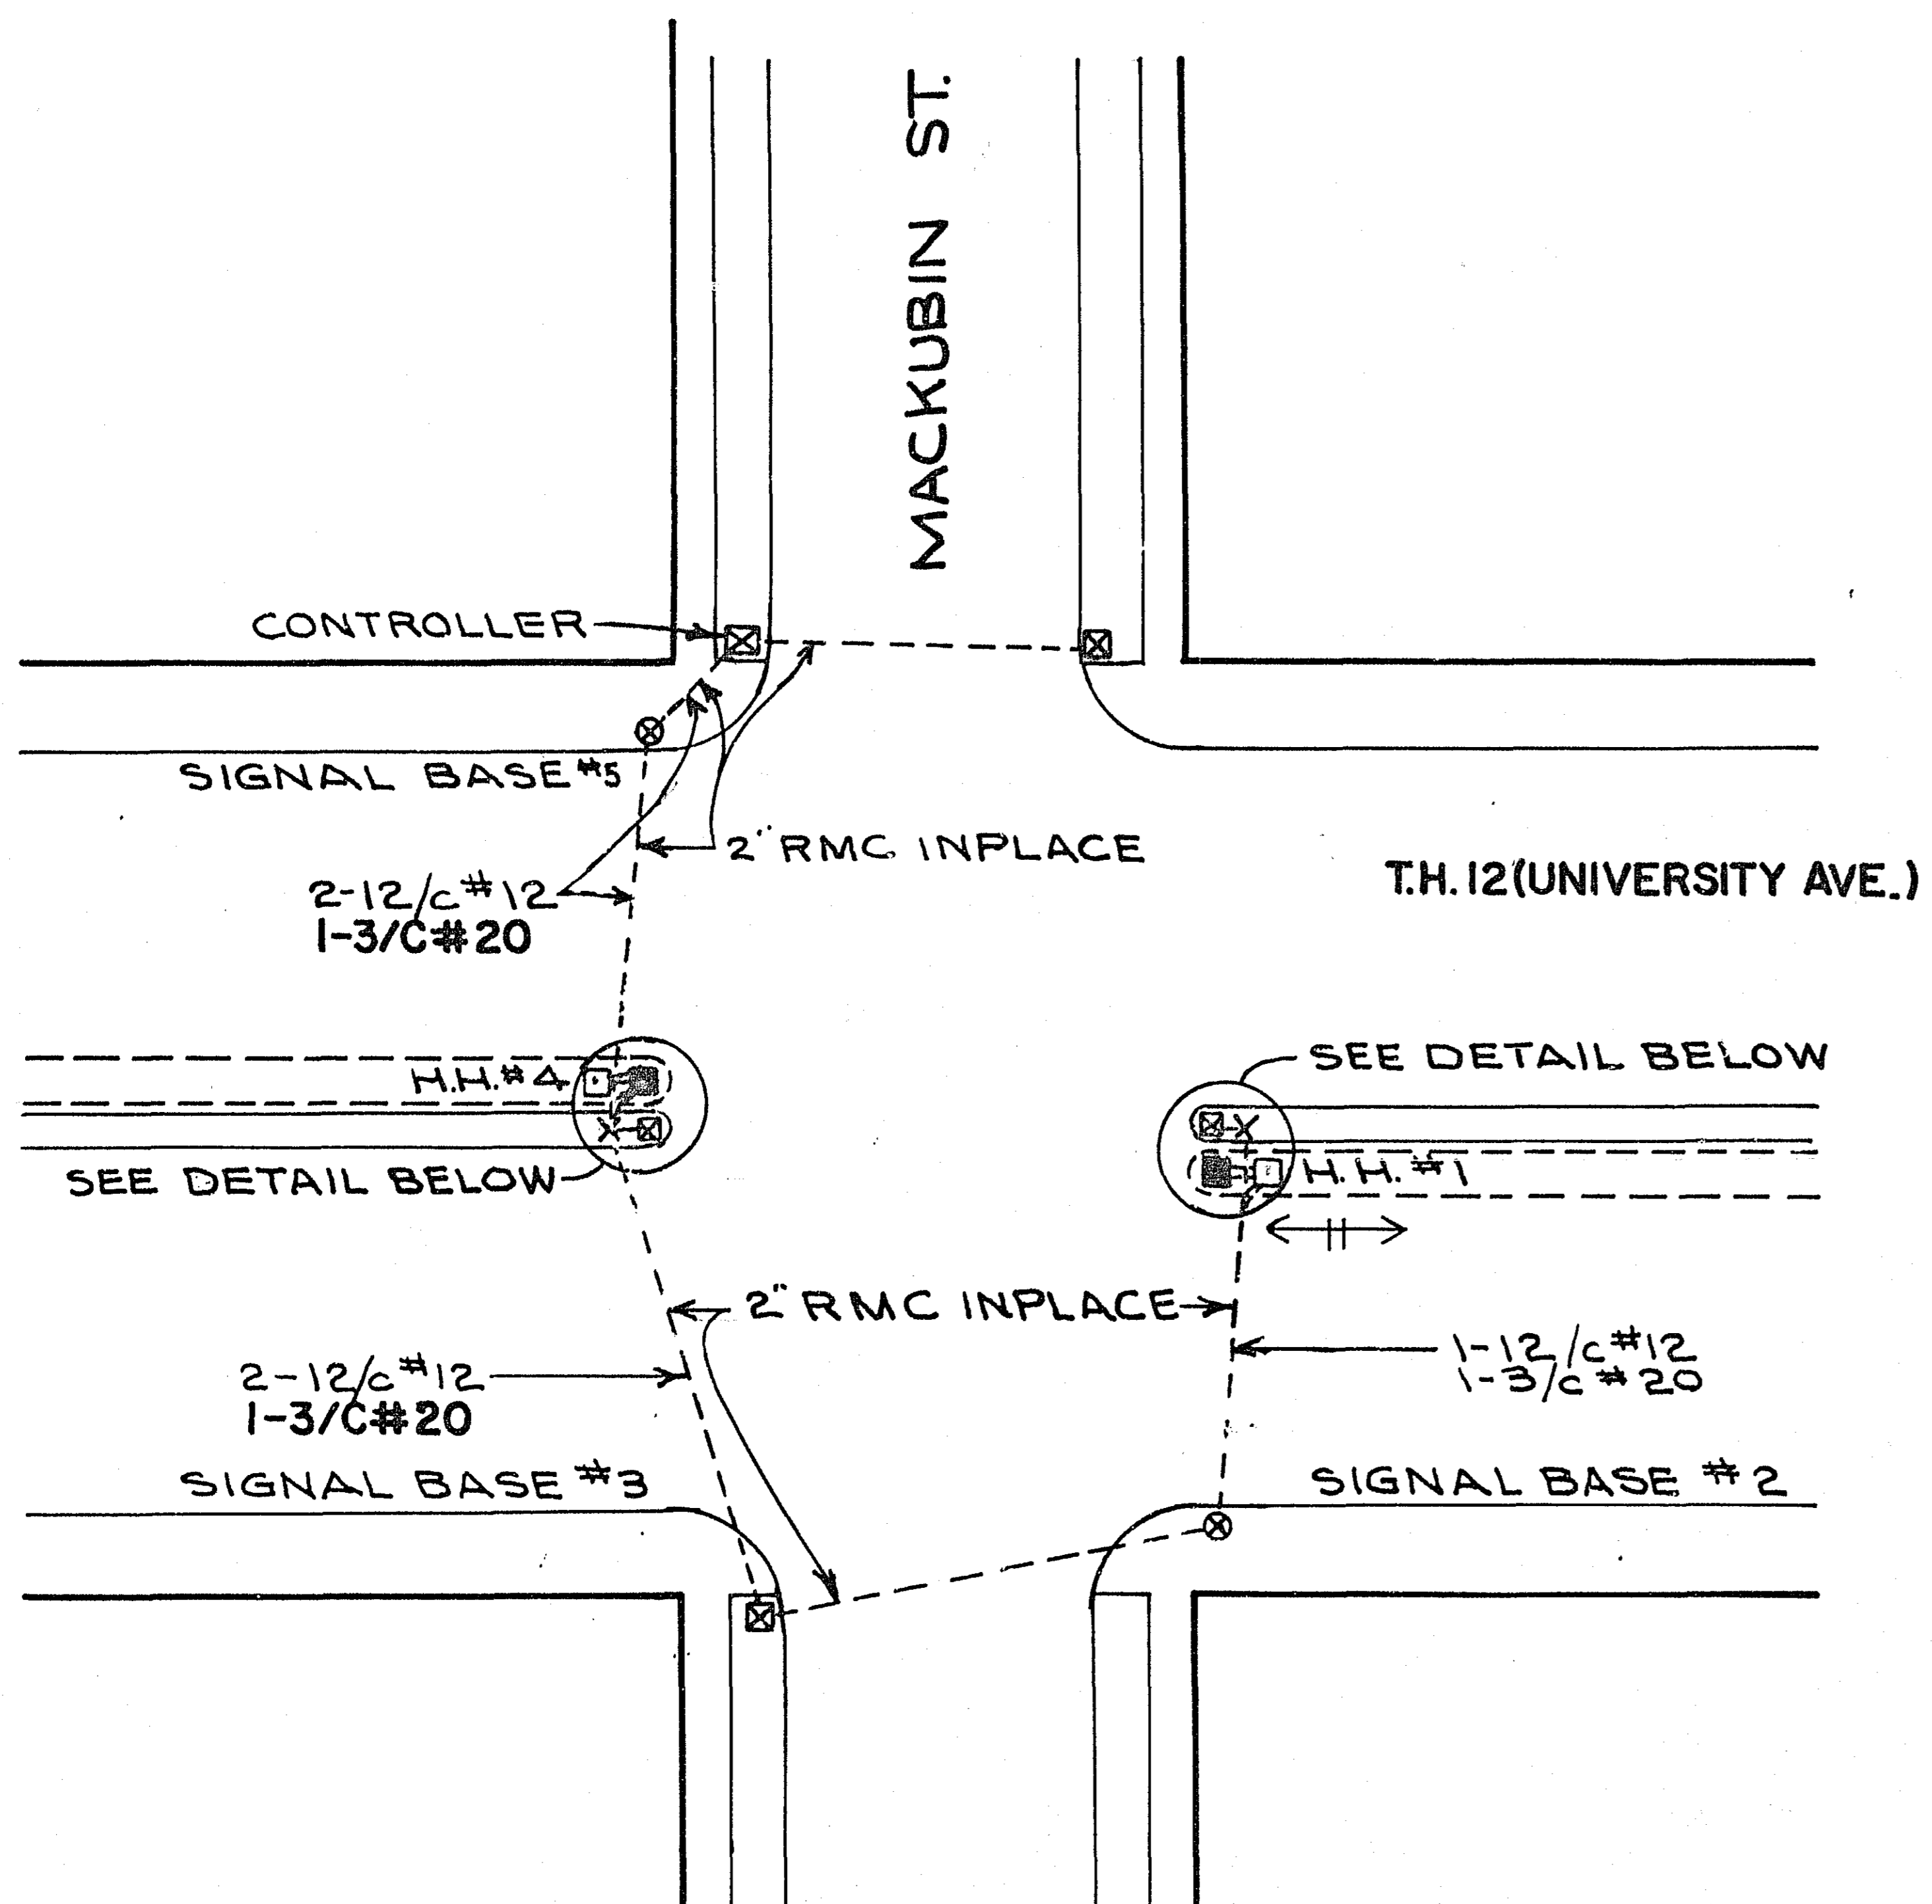 MACKUBIN ST.
CONTROLLER
SIGNAL BASE #5
2" RMC INPLACE
2-12/c #12
1-3/C#20
T.H. 12(UNIVERSITY AVE.)
H.H.#4
SEE DETAIL BELOW
SEE DETAIL BELOW
H.H.#1
2" RMC INPLACE
1-12/c #12
1-3/c #20
2-12/c #12
1-3/C#20
SIGNAL BASE #3
SIGNAL BASE #2